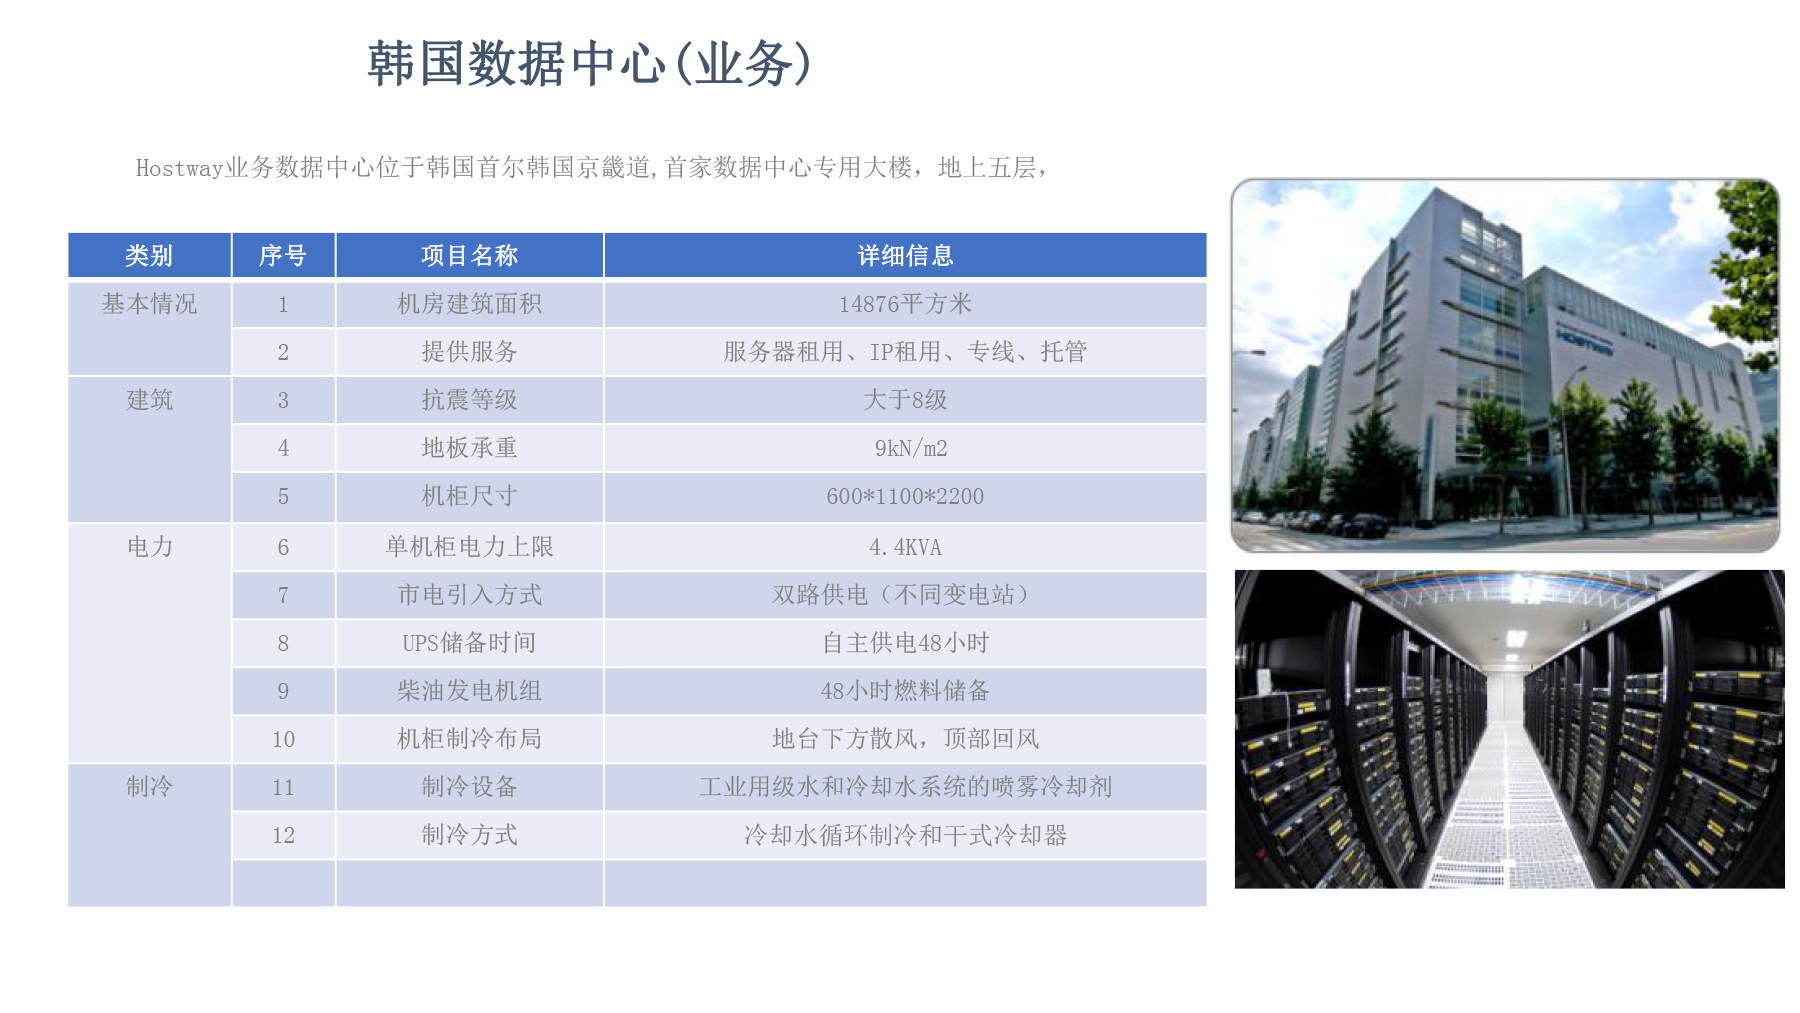 韩国数据中心(业务)
Hostway业务数据中心位于韩国首尔韩国京畿道,首家数据中心专用大楼，地上五层，
类别 序号 项目名称 详细信息
基本情况 1 机房建筑面积 14876平方米
2 提供服务 服务器租用、IP租用、专线、托管
建筑 3 抗震等级 大于8级
4 地板承重 9kN/m2
5 机柜尺寸 600*1100*2200
电力 6 单机柜电力上限 4.4KVA
7 市电引入方式 双路供电（不同变电站）
8 UPS储备时间 自主供电48小时
9 柴油发电机组 48小时燃料储备
10 机柜制冷布局 地台下方散风，顶部回风
制冷 11 制冷设备 工业用级水和冷却水系统的喷雾冷却剂
12 制冷方式 冷却水循环制冷和干式冷却器
HOSTWAY